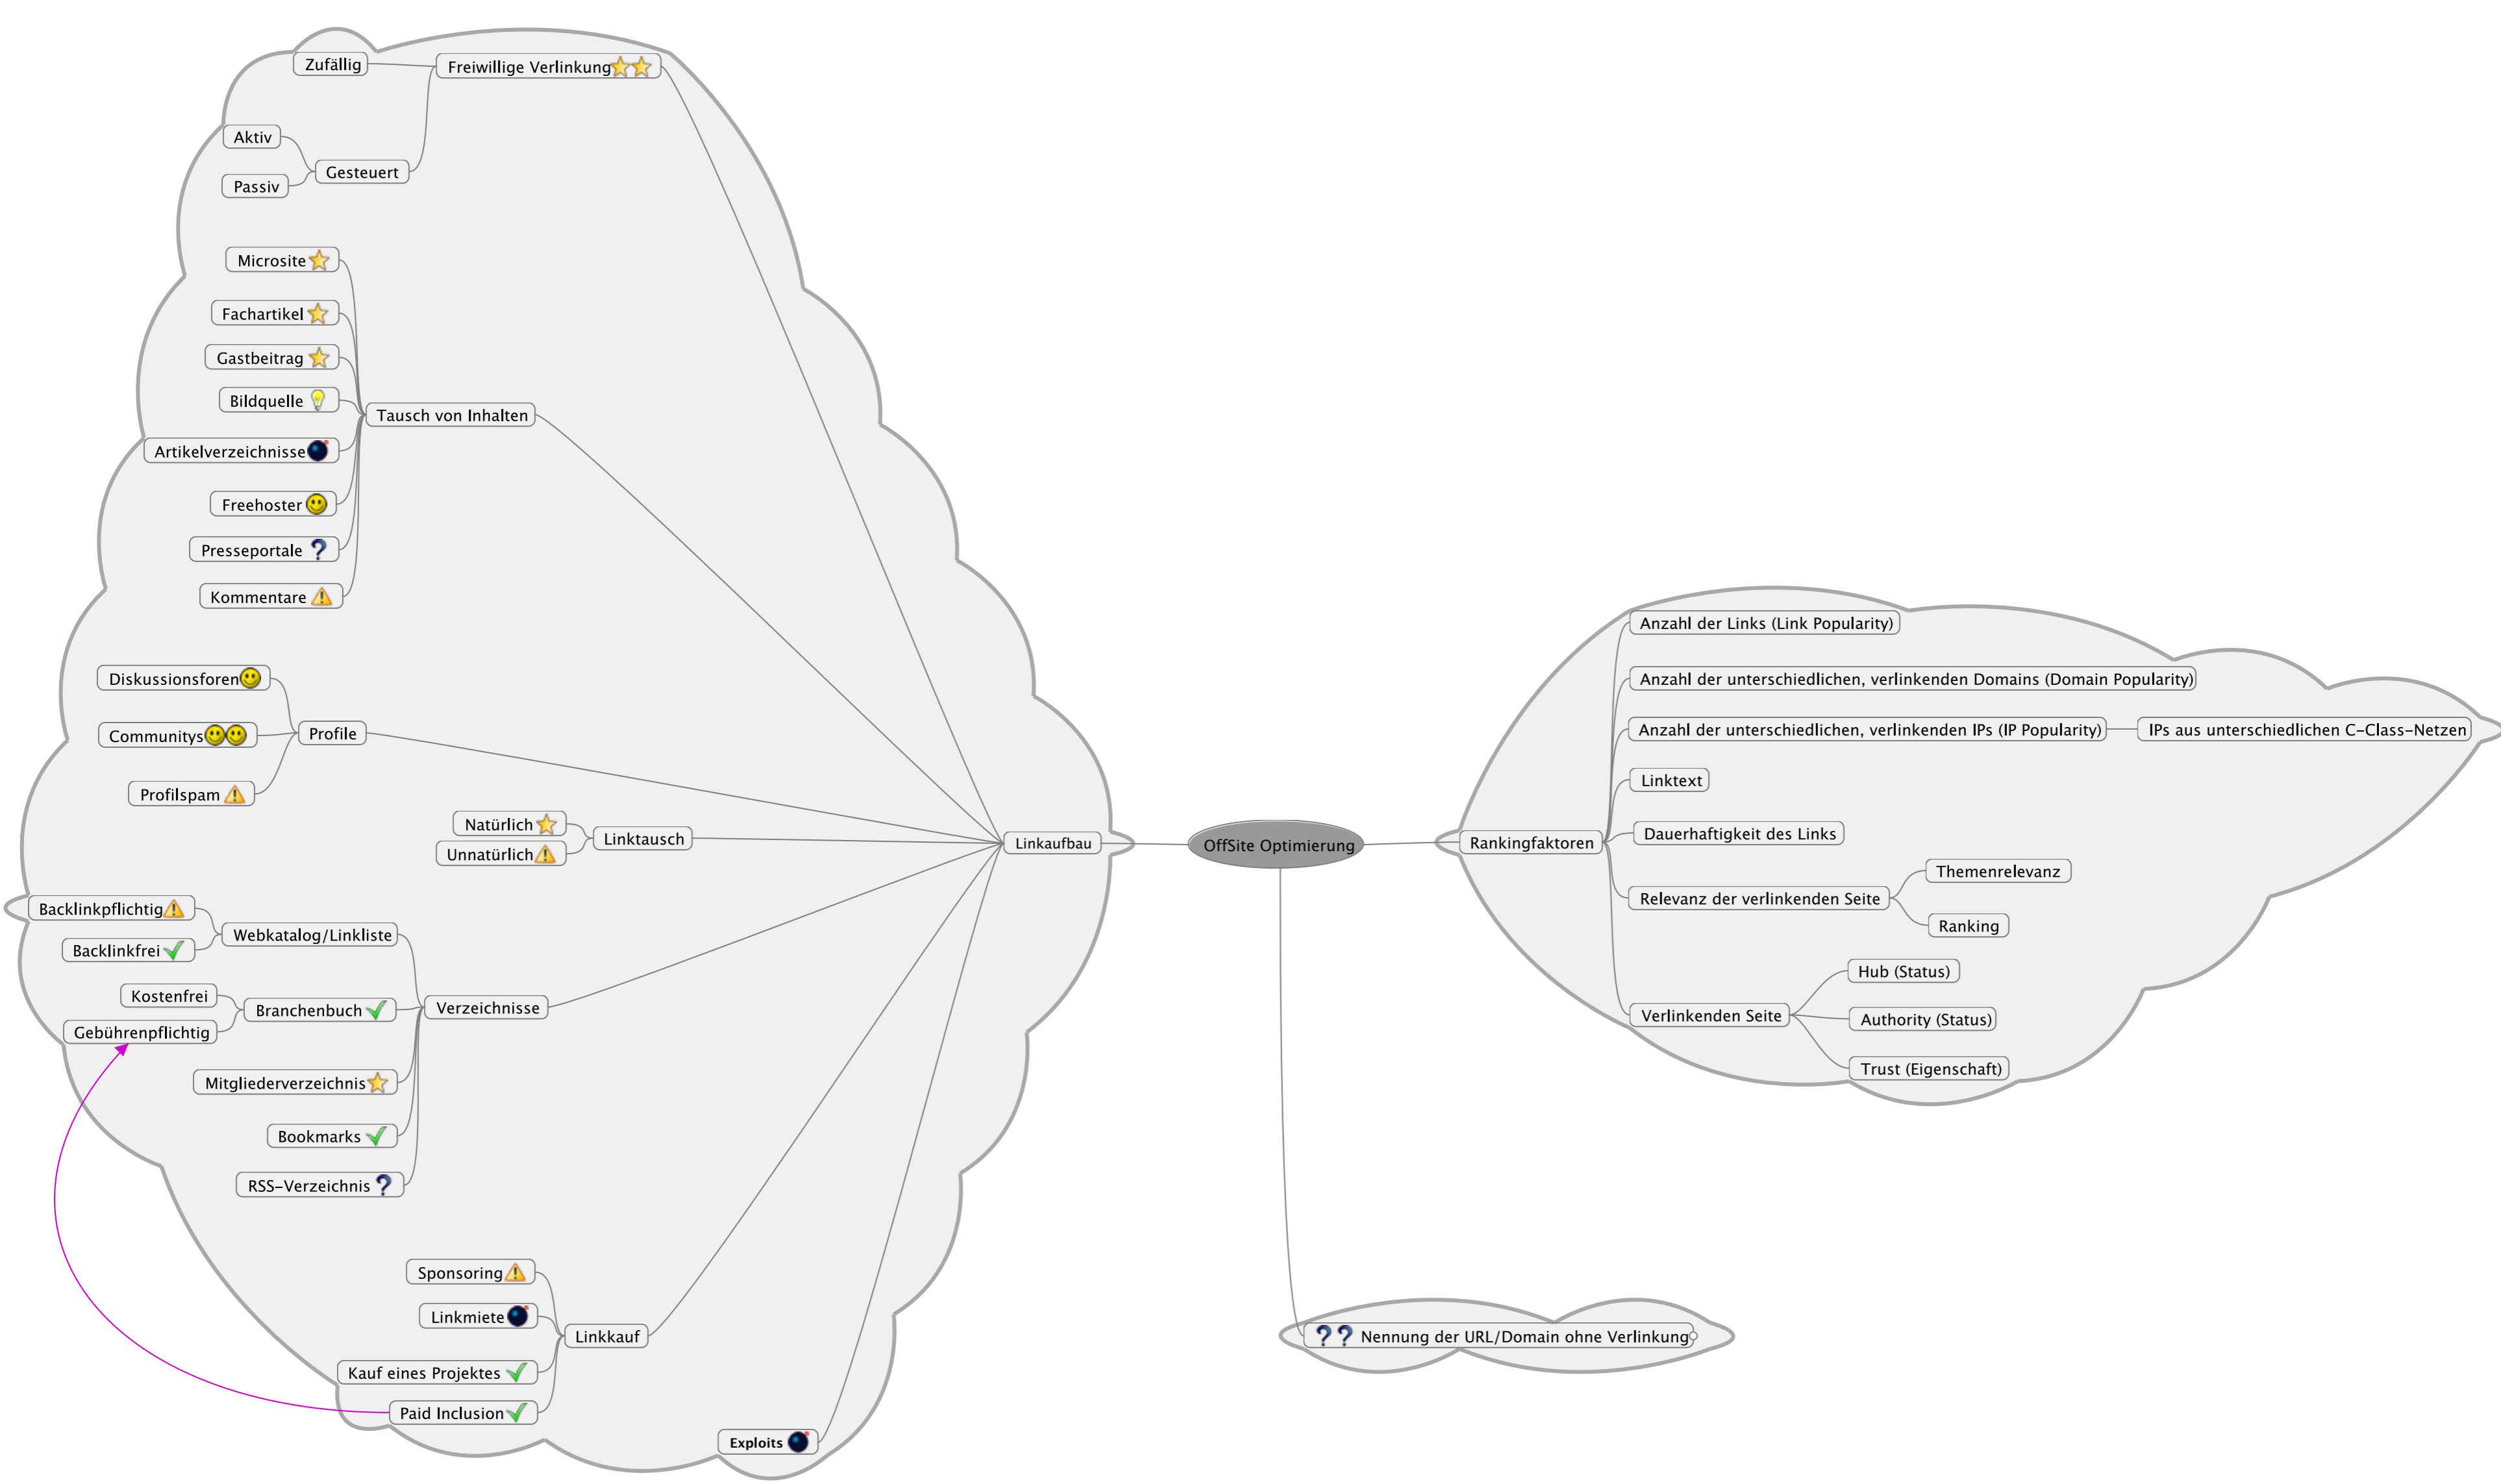 Zufällig
Freiwillige Verlinkung
Aktiv
Gesteuert
Passiv
Microsite
Fachartikel
Gastbeitrag
Bildquelle
Tausch von Inhalten
Artikelverzeichnisse
Freehoster
Presseportale
Kommentare
Diskussionsforen
Communitys
Profile
Profilspam
Natürlich
Linktausch
Unnatürlich
Linkaufbau
Backlinkpflichtig
Webkatalog/Linkliste
Backlinkfrei
Kostenfrei
Branchenbuch
Verzeichnisse
Gebührenpflichtig
Mitgliederverzeichnis
Bookmarks
RSS-Verzeichnis
Sponsoring
Linkmiete
Linkkauf
Kauf eines Projektes
Paid Inclusion
Exploits
OffSite Optimierung
Rankingfaktoren
Anzahl der Links (Link Popularity)
Anzahl der unterschiedlichen, verlinkenden Domains (Domain Popularity)
Anzahl der unterschiedlichen, verlinkenden IPs (IP Popularity)
IPs aus unterschiedlichen C-Class-Netzen
Linktext
Dauerhaftigkeit des Links
Relevanz der verlinkenden Seite
Themenrelevanz
Ranking
Verlinkenden Seite
Hub (Status)
Authority (Status)
Trust (Eigenschaft)
Nennung der URL/Domain ohne Verlinkung